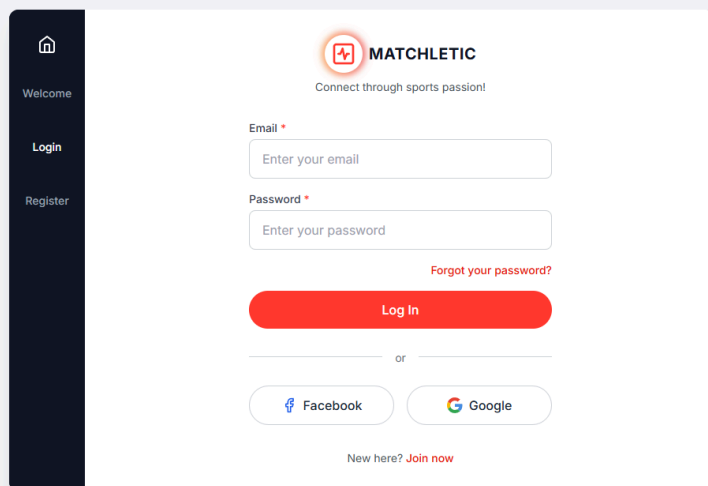 Welcome
Login
Register
MATCHLETIC
Connect through sports passion!
Email *
Enter your email
Password *
Enter your password
Forgot your password?
Log In
or
Facebook
Google
New here? Join now